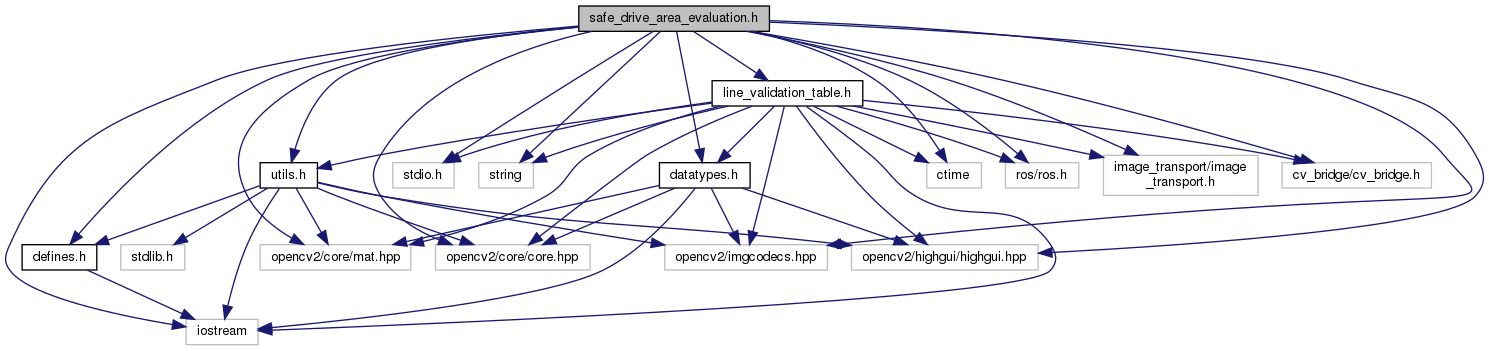 safe_drive_area_evaluation.h
line_validation_table.h
utils.h
stdio.h
string
datatypes.h
ctime
ros/ros.h
image_transport/image
_transport.h
cv_bridge/cv_bridge.h
defines.h
stdlib.h
opencv2/core/mat.hpp
opencv2/core/core.hpp
opencv2/imgcodecs.hpp
opencv2/highgui/highgui.hpp
iostream